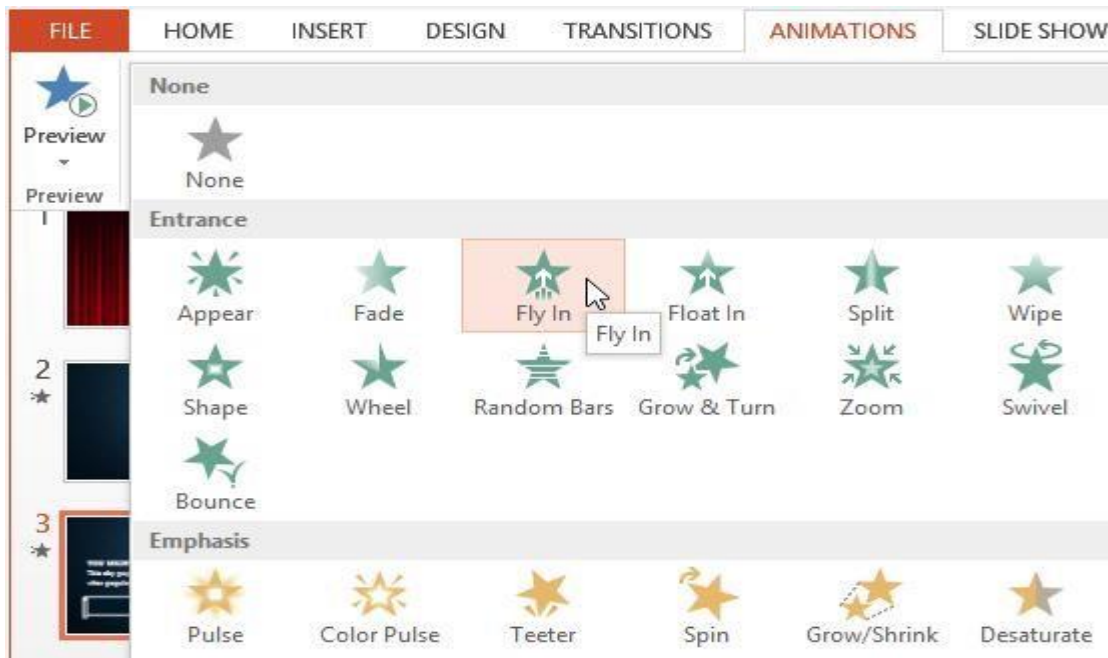 FILE HOME INSERT DESIGN TRANSITIONS ANIMATIONS SLIDE SHOW
Preview
Preview
None
None
Entrance
Appear Fade Fly In Float In Split Wipe
Fly In
Shape Wheel Random Bars Grow & Turn Zoom Swivel
Bounce
Emphasis
Pulse Color Pulse Teeter Spin Grow/Shrink Desaturate
1
2
3